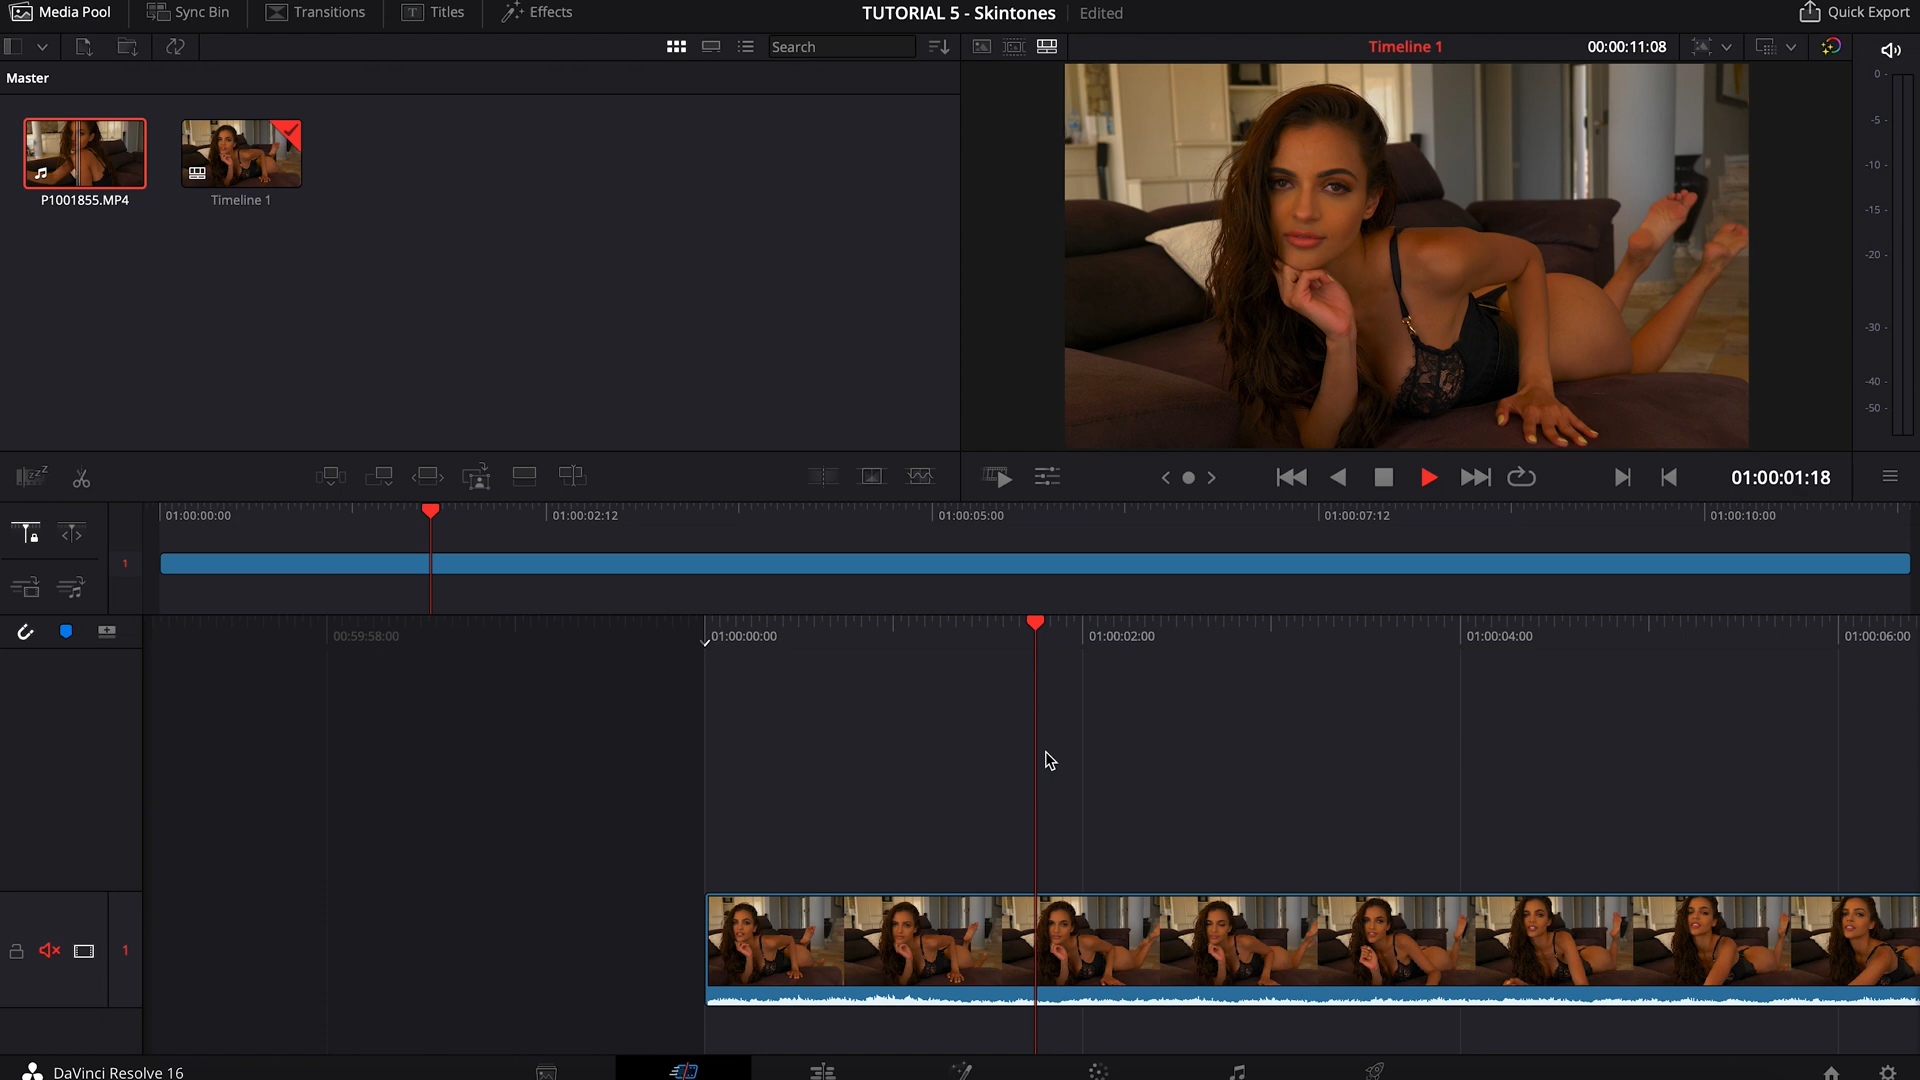 Media Pool
Sync Bin
Transitions
Titles
Effects
TUTORIAL 5 - Skintones
Edited
Quick Export
Search
Timeline 1
00:00:11:08
Master
P1001855.MP4
Timeline 1
0
-5
-10
-15
-20
-30
-40
-50
01:00:01:18
01:00:00:00
01:00:02:12
01:00:05:00
01:00:07:12
01:00:10:00
1
00:59:58:00
01:00:00:00
01:00:02:00
01:00:04:00
01:00:06:00
1
DaVinci Resolve 16